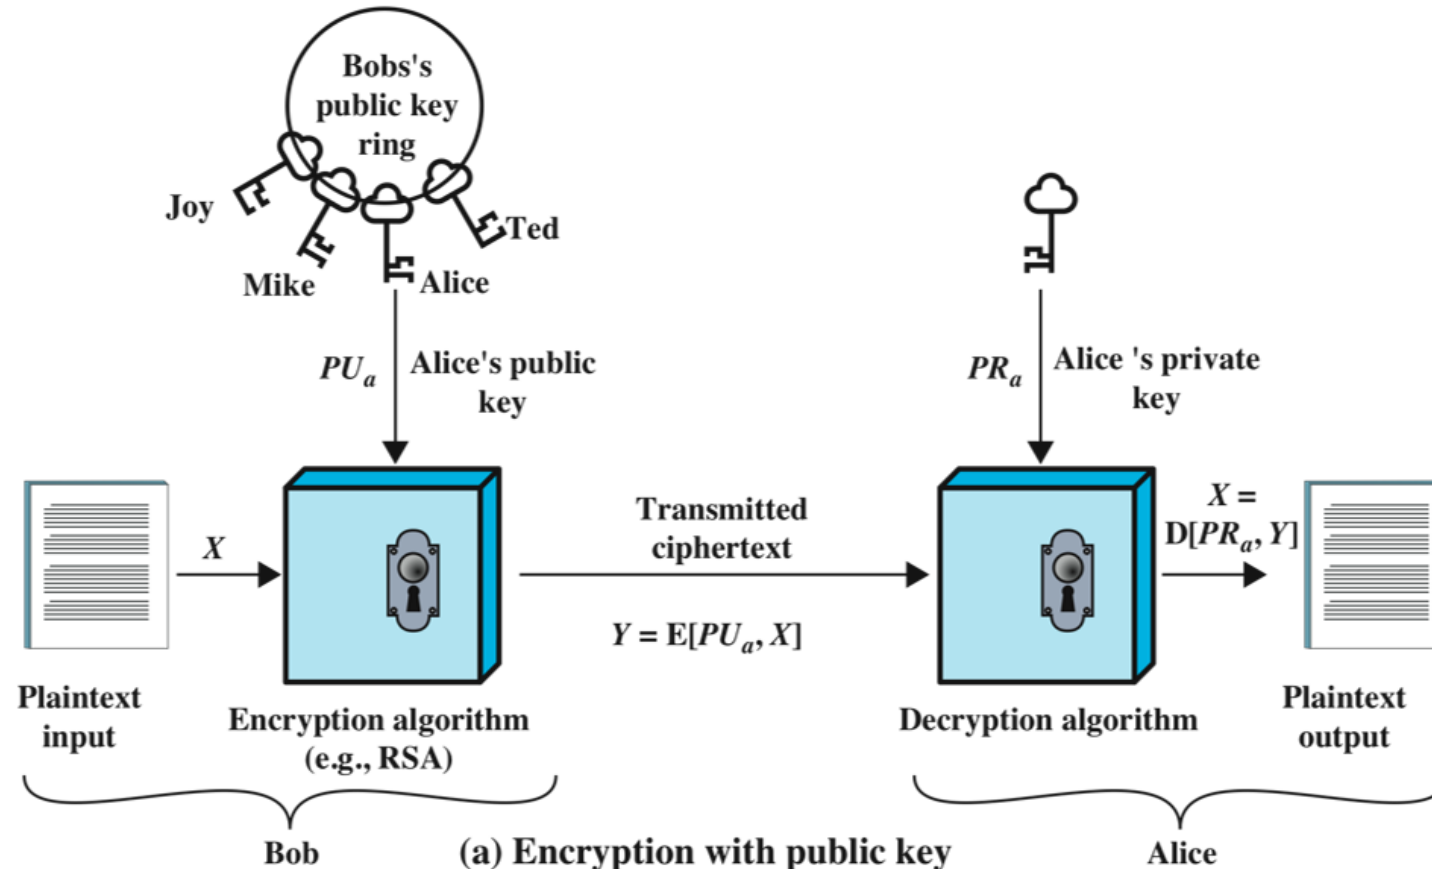 Bobs's
public key
ring
Joy
Mike
Alice
Ted
PUa
Alice's public
key
PRa
Alice 's private
key
X
Transmitted
ciphertext
Y = E[PUa, X]
X =
D[PRa, Y]
Plaintext
input
Encryption algorithm
(e.g., RSA)
Decryption algorithm
Plaintext
output
Bob
(a) Encryption with public key
Alice